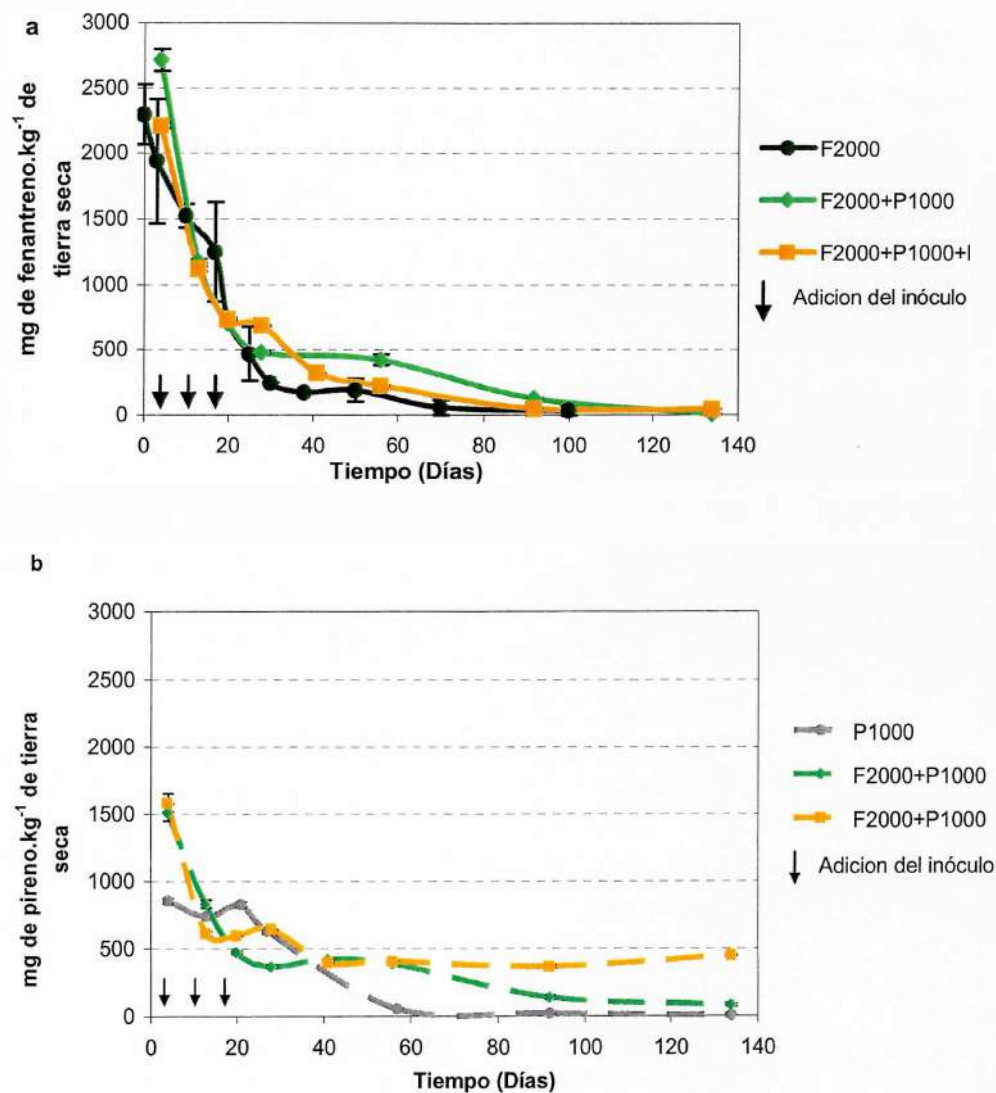 a
3000
2500
2000
1500
1000
500
0
mg de fenantreno.kg⁻¹ de
tierra seca
0 20 40 60 80 100 120 140
Tiempo (Días)
F2000
F2000+P1000
F2000+P1000+I
Adicion del inóculo
b
3000
2500
2000
1500
1000
500
0
mg de pireno.kg⁻¹ de tierra
seca
0 20 40 60 80 100 120 140
Tiempo (Días)
P1000
F2000+P1000
F2000+P1000
Adicion del inóculo